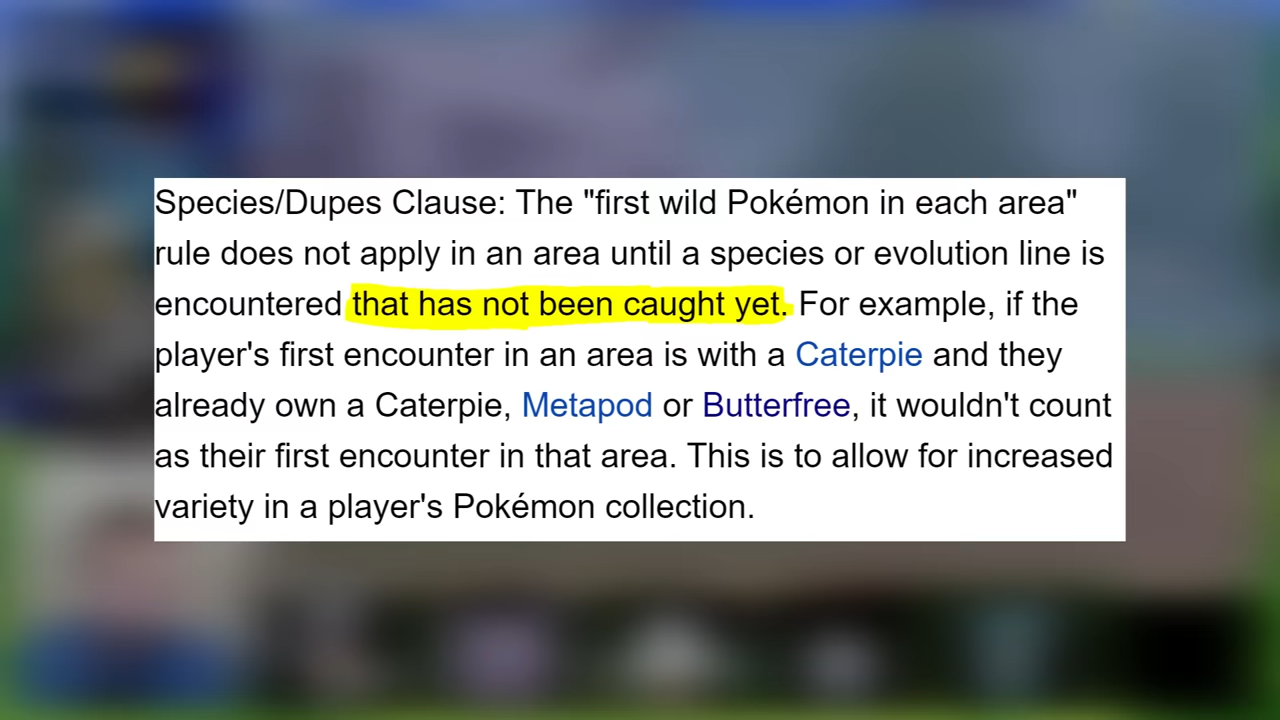 Species/Dupes Clause: The "first wild Pokémon in each area"
rule does not apply in an area until a species or evolution line is
encountered that has not been caught yet. For example, if the
player's first encounter in an area is with a Caterpie and they
already own a Caterpie, Metapod or Butterfree, it wouldn't count
as their first encounter in that area. This is to allow for increased
variety in a player's Pokémon collection.